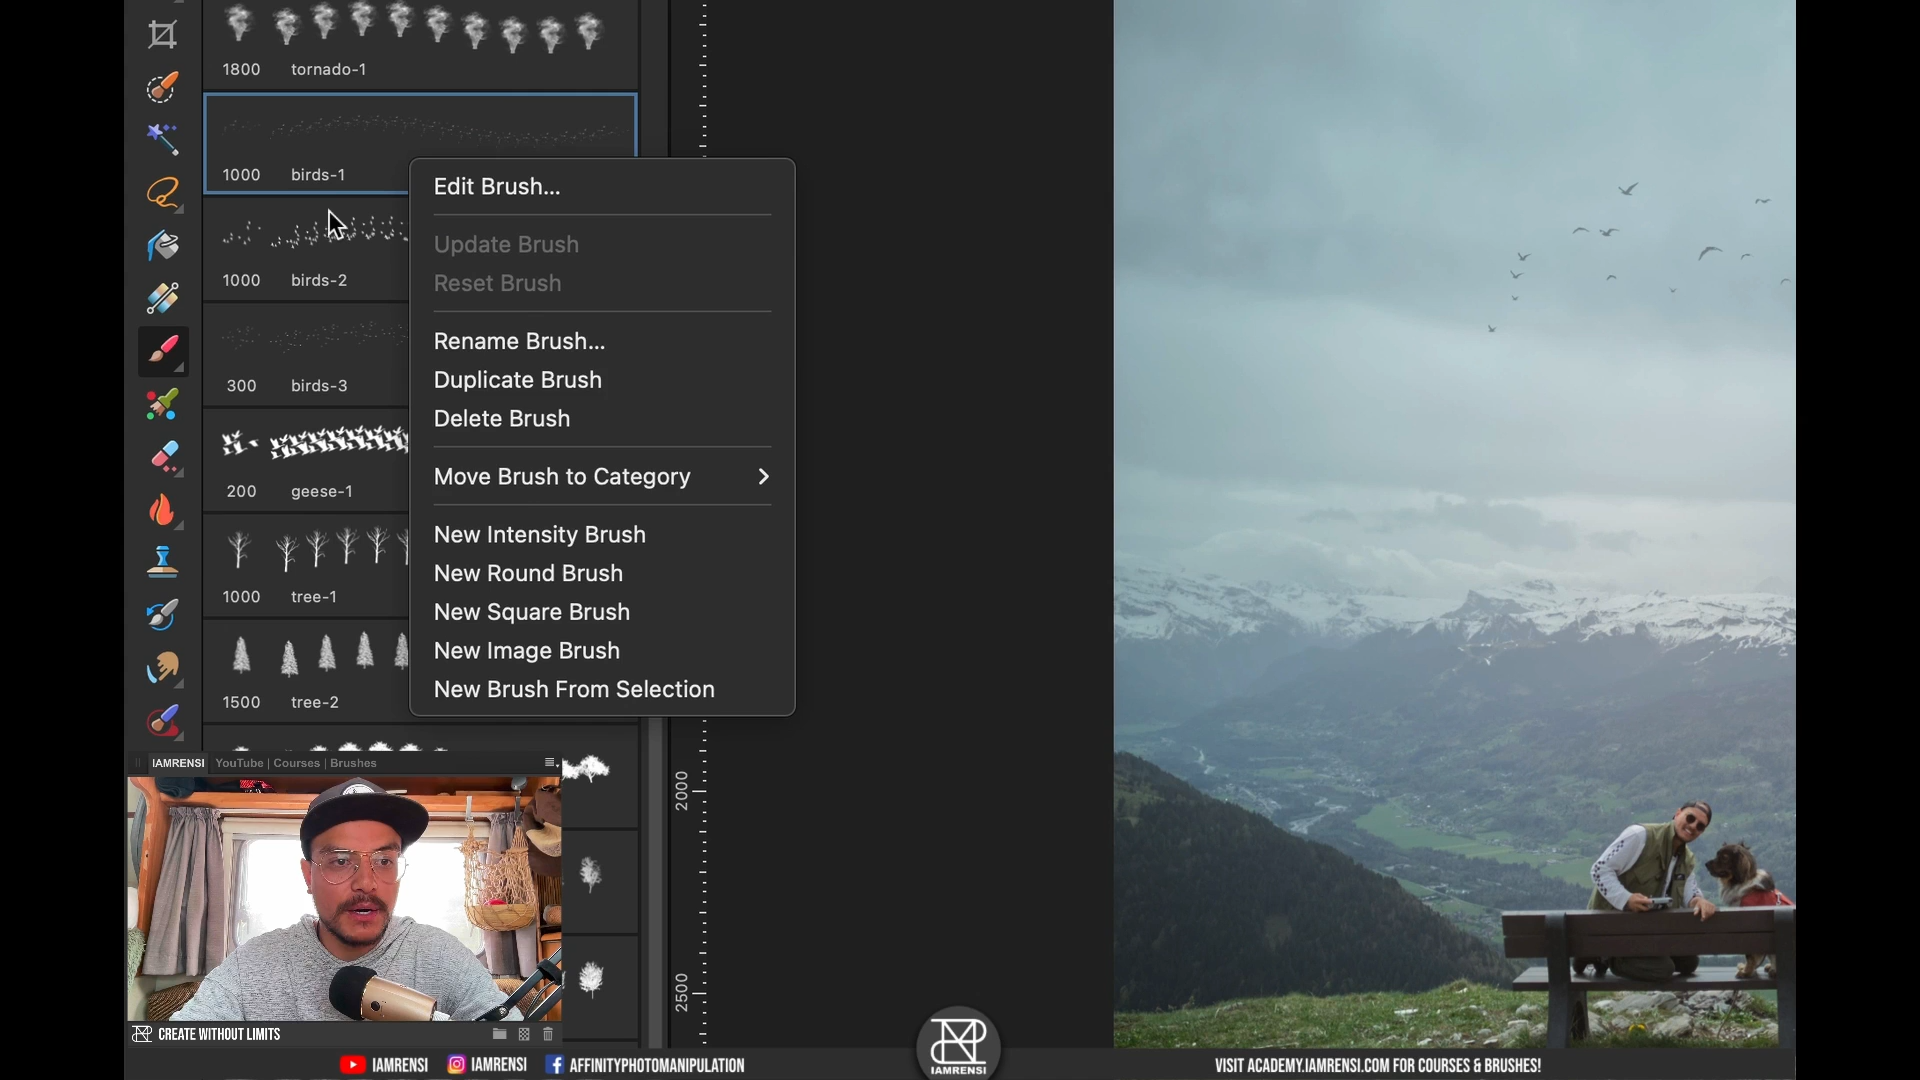 1800 tornado-1
1000 birds-1
1000 birds-2
300 birds-3
200 geese-1
1000 tree-1
1500 tree-2
Edit Brush...
Update Brush
Reset Brush
Rename Brush...
Duplicate Brush
Delete Brush
Move Brush to Category
New Intensity Brush
New Round Brush
New Square Brush
New Image Brush
New Brush From Selection
2000
2500
IAMRENSI YouTube | Courses | Brushes
CREATE WITHOUT LIMITS
IAMRENSI IAMRENSI AFFINITYPHOTOMANIPULATION
IAMRENSI
VISIT ACADEMY.IAMRENSI.COM FOR COURSES & BRUSHES!